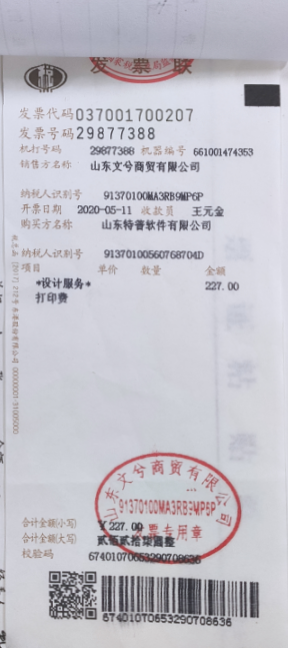 发票联
发票代码037001700207
发票号码29877388
机打号码 29877388 机器编号 661001474353
销售方名称 山东文兮商贸有限公司
纳税人识别号 91370100MA3RB9MP6P
开票日期 2020-05-11 收款员 王元金
购买方名称 山东特普软件有限公司
纳税人识别号 91370100560768704D
项目 单价 数量 金额
*设计服务* 227.00
打印费
山东文兮商贸有限公司
91370100MA3RB9MP6P
发票专用章
合计金额(小写) ¥227.00
合计金额(大写) 贰佰贰拾柒圆整
校验码 67401070653290708636
67401070653290708636